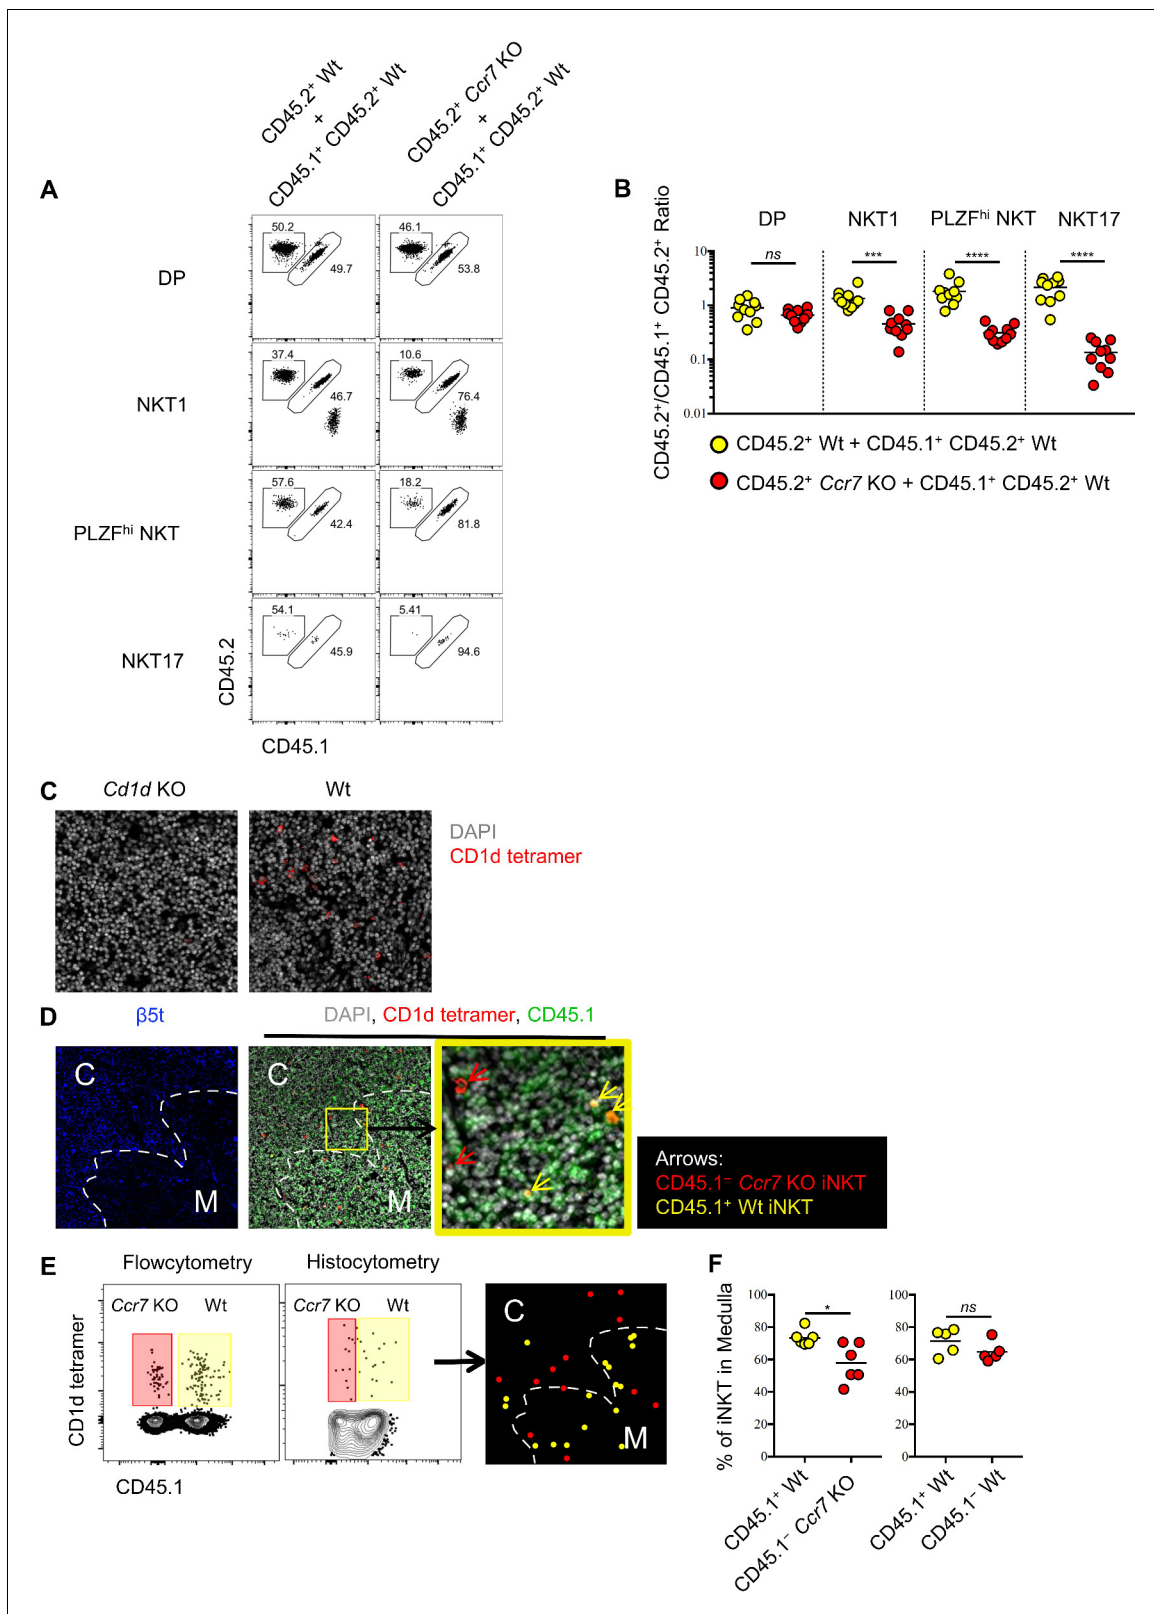 A
CD45.2⁺ Wt
+
CD45.1⁺ CD45.2⁺ Wt
CD45.2⁺ Ccr7 KO
+
CD45.1⁺ CD45.2⁺ Wt
DP
50.2
49.7
46.1
53.8
NKT1
37.4
46.7
10.6
76.4
PLZFʰⁱ NKT
57.6
42.4
18.2
81.8
NKT17
54.1
45.9
5.41
94.6
CD45.2
CD45.1
B
CD45.2⁺/CD45.1⁺ CD45.2⁺ Ratio
DP NKT1 PLZFʰⁱ NKT NKT17
10
1
0.1
0.01
ns *** **** ****
CD45.2⁺ Wt + CD45.1⁺ CD45.2⁺ Wt
CD45.2⁺ Ccr7 KO + CD45.1⁺ CD45.2⁺ Wt
C
Cd1d KO Wt
DAPI
CD1d tetramer
D
β5t
DAPI, CD1d tetramer, CD45.1
C
M
C
M
Arrows:
CD45.1⁻ Ccr7 KO iNKT
CD45.1⁺ Wt iNKT
E
Flowcytometry Histocytometry
Ccr7 KO Wt
Ccr7 KO Wt
C
M
CD1d tetramer
CD45.1
F
% of iNKT in Medulla
100
80
60
40
20
0
*
CD45.1⁺ Wt
CD45.1⁻ Ccr7 KO
100
80
60
40
20
0
ns
CD45.1⁺ Wt
CD45.1⁻ Wt